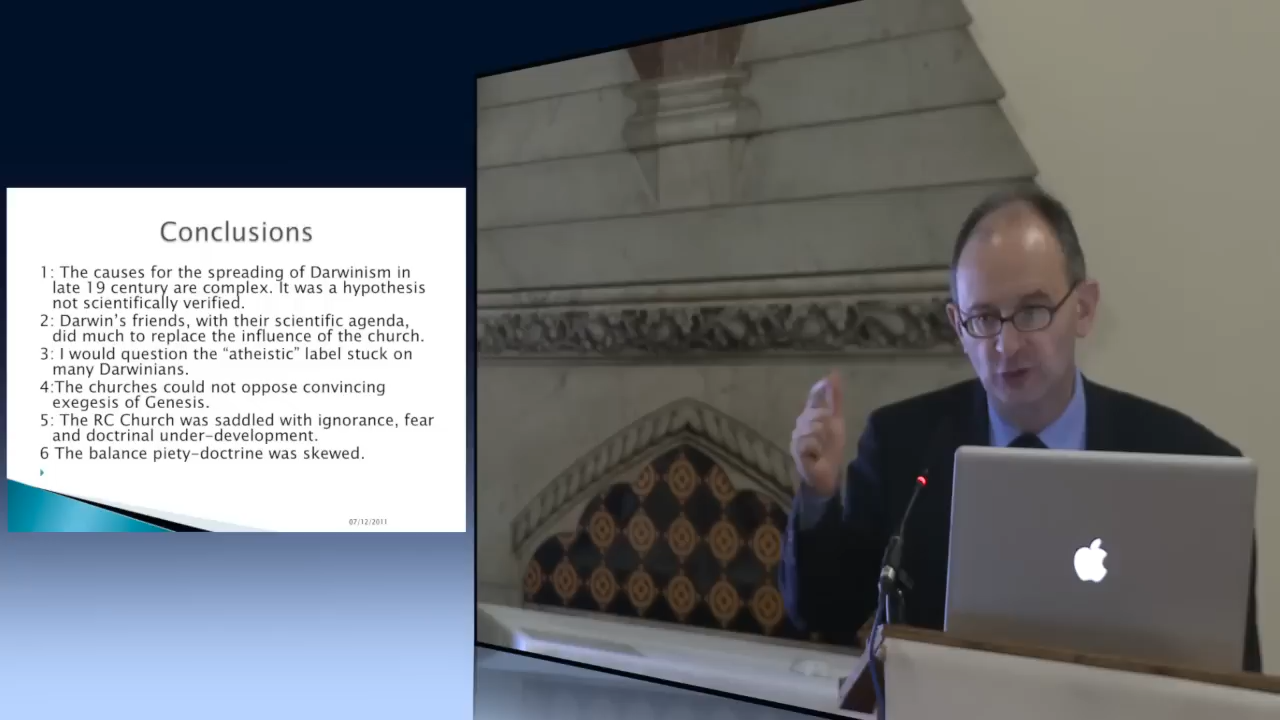 Conclusions
1: The causes for the spreading of Darwinism in
late 19 century are complex. It was a hypothesis
not scientifically verified.
2: Darwin's friends, with their scientific agenda,
did much to replace the influence of the church.
3: I would question the "atheistic" label stuck on
many Darwinians.
4:The churches could not oppose convincing
exegesis of Genesis.
5: The RC Church was saddled with ignorance, fear
and doctrinal under-development.
6 The balance piety-doctrine was skewed.
07/12/2011